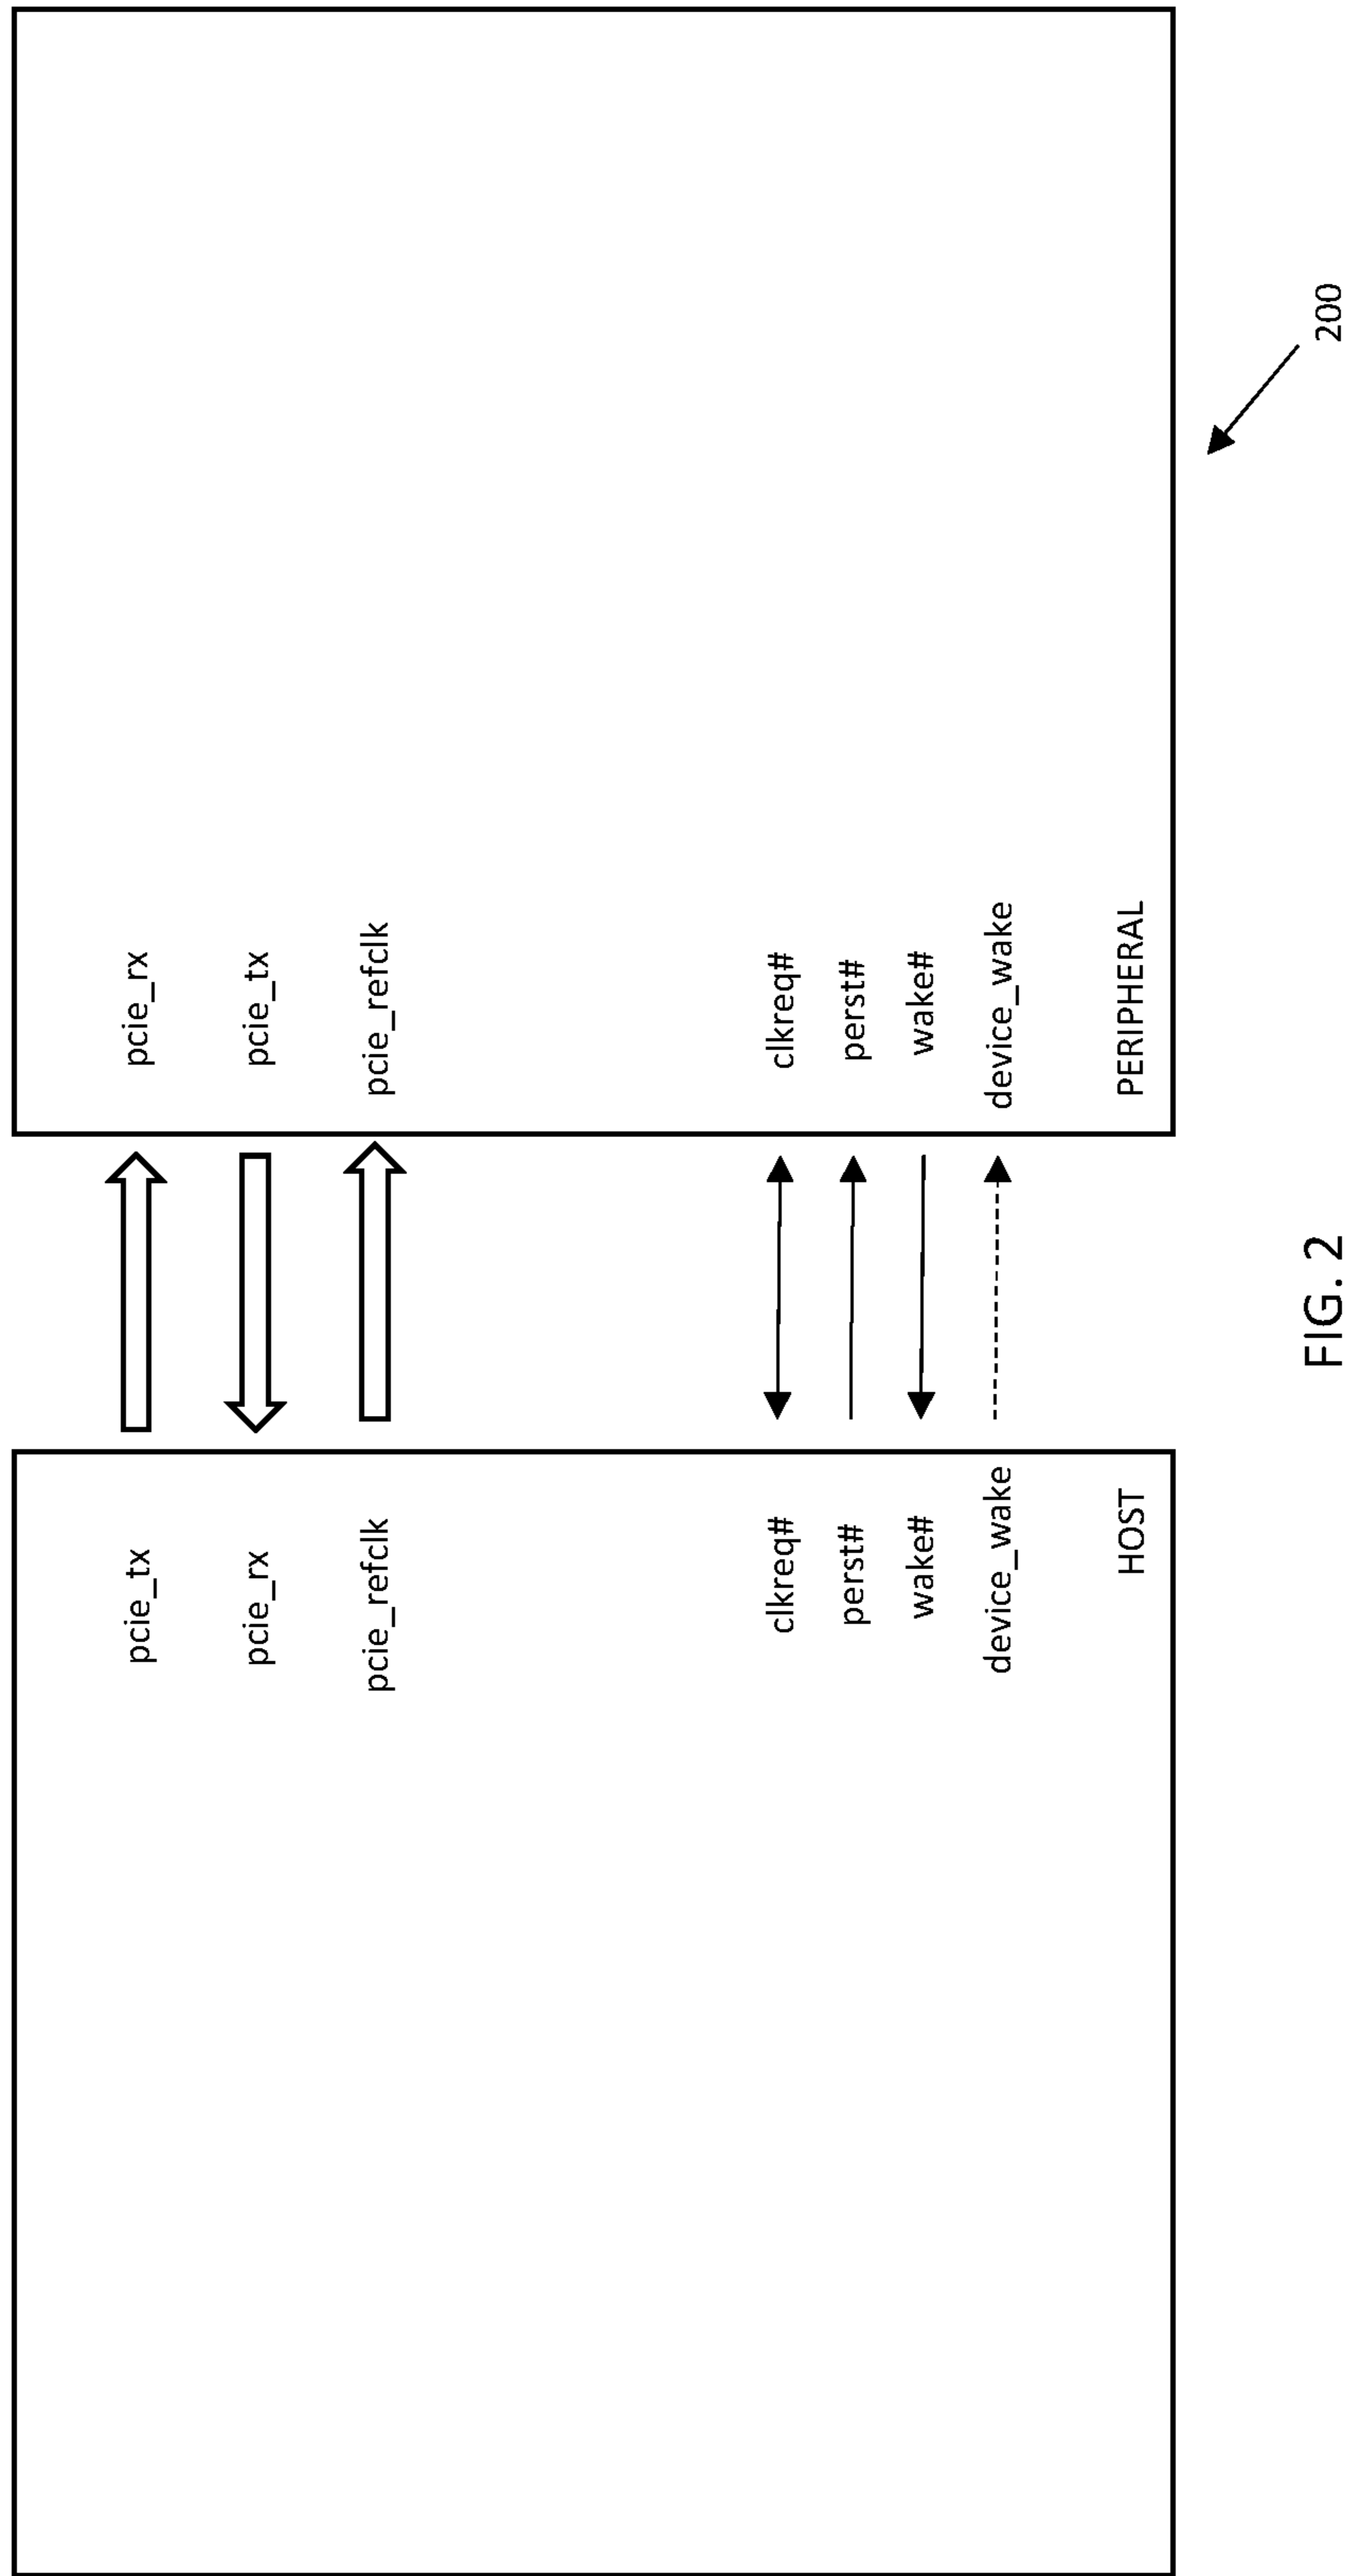 pcie_tx
pcie_rx
pcie_rx
pcie_tx
pcie_refclk
pcie_refclk
clkreq#
clkreq#
perst#
perst#
wake#
wake#
device_wake
device_wake
HOST
PERIPHERAL
200
FIG. 2